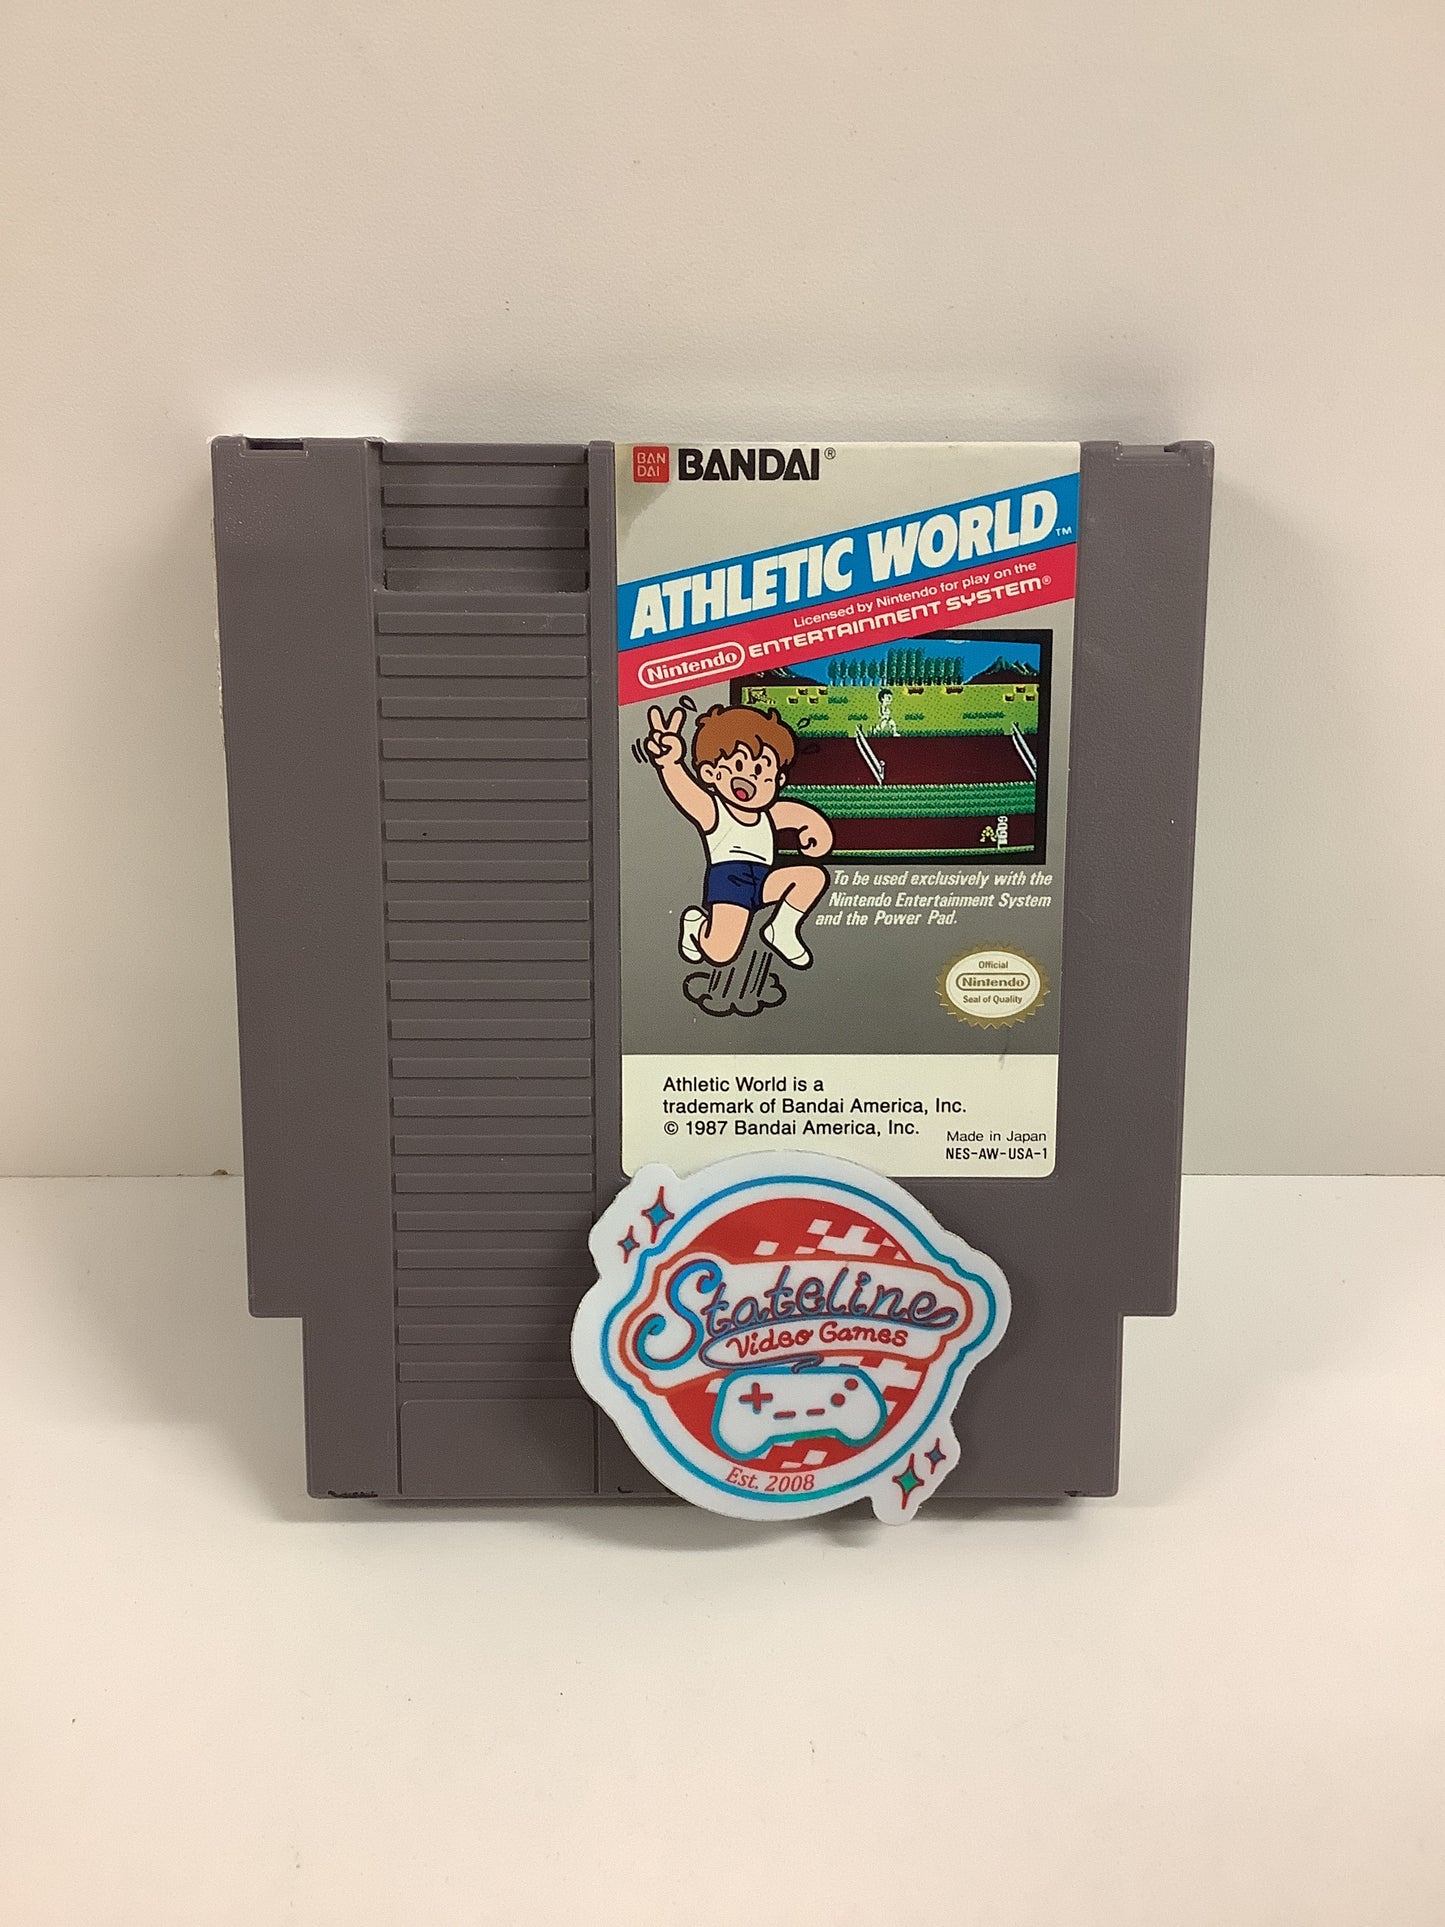 BAN
DAI
BANDAI®
ATHLETIC WORLD™
Licensed by Nintendo for play on the
Nintendo ENTERTAINMENT SYSTEM®
GOAL
To be used exclusively with the
Nintendo Entertainment System
and the Power Pad.
Official
Nintendo
Seal of Quality
Athletic World is a
trademark of Bandai America, Inc.
© 1987 Bandai America, Inc.
Made in Japan
NES-AW-USA-1
Stateline
Video Games
Est. 2008